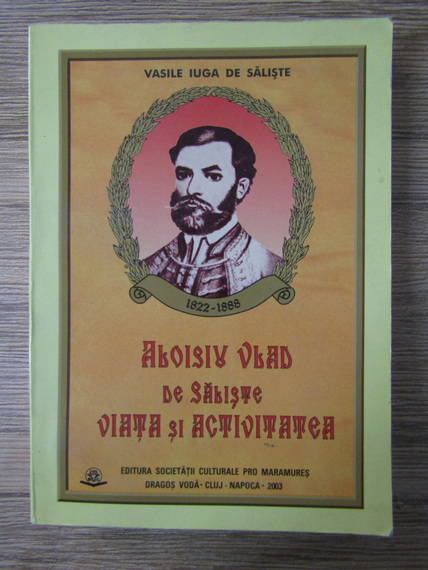 VASILE IUGA DE SĂLIȘTE
1822-1888
ALOISIU VLAD
DE SĂLIȘTE
VIAȚA ȘI ACTIVITATEA
EDITURA SOCIETĂȚII CULTURALE PRO MARAMUREȘ
DRAGOȘ VODĂ - CLUJ - NAPOCA - 2003